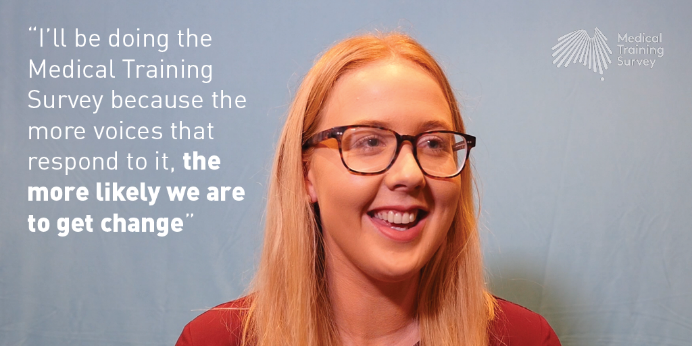 “I’ll be doing the
Medical Training
Survey because the
more voices that
respond to it, the
more likely we are
to get change”
Medical
Training
Survey